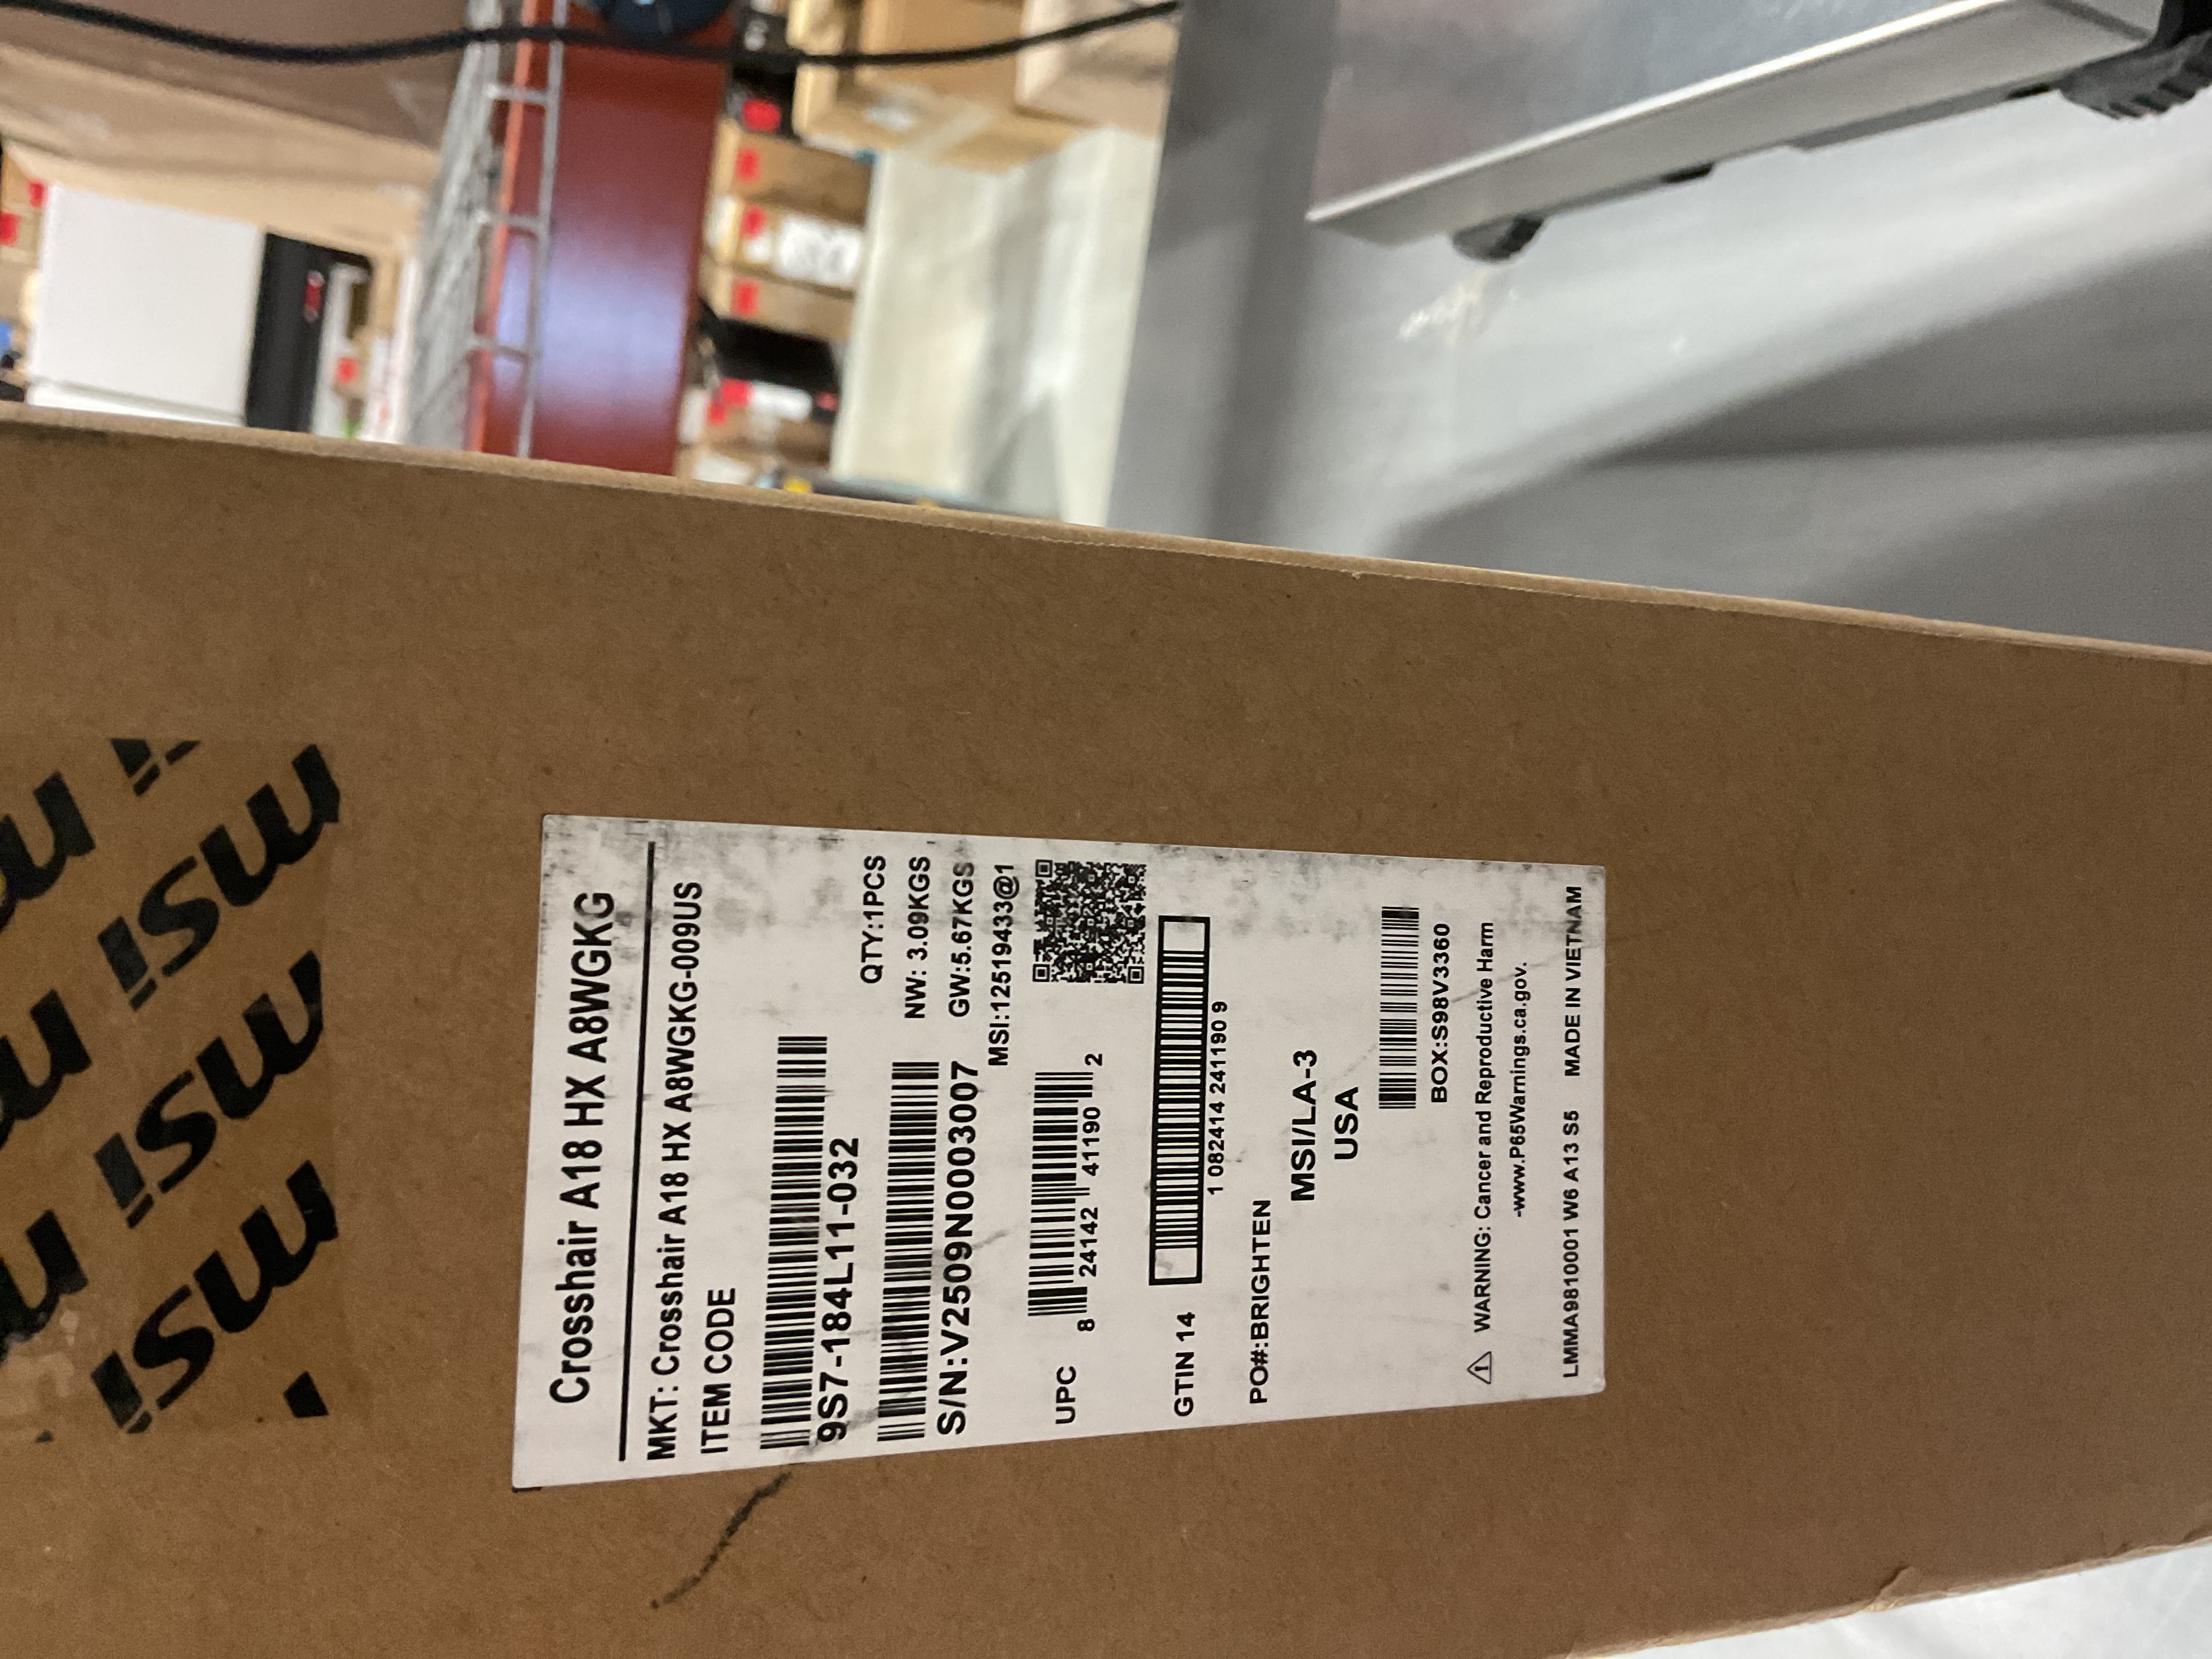 Crosshair A18 HX A8WGKG
MKT: Crosshair A18 HX A8WGKG-009US
ITEM CODE
9S7-184L11-032
QTY:1PCS
S/N:V2509N0003007
NW: 3.09KGS
GW:5.67KGS
MSI:12519433@1
UPC
8 24142 41190 2
GTIN 14
1 082414 241190 9
PO#:BRIGHTEN
MSI/LA-3
USA
BOX:S98V3360
WARNING: Cancer and Reproductive Harm
-www.P65Warnings.ca.gov.
LMMA9810001 W6 A13 S5 MADE IN VIETNAM
msi
msi
msi